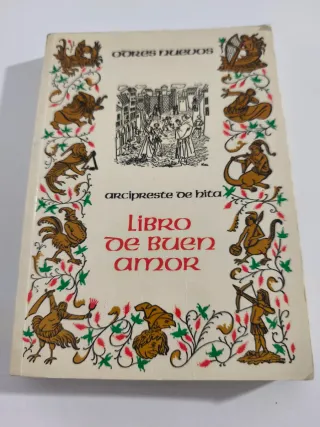 ODRES NUEVOS
arcipreste de hita
LIBRO
DE BUEN
AMOR